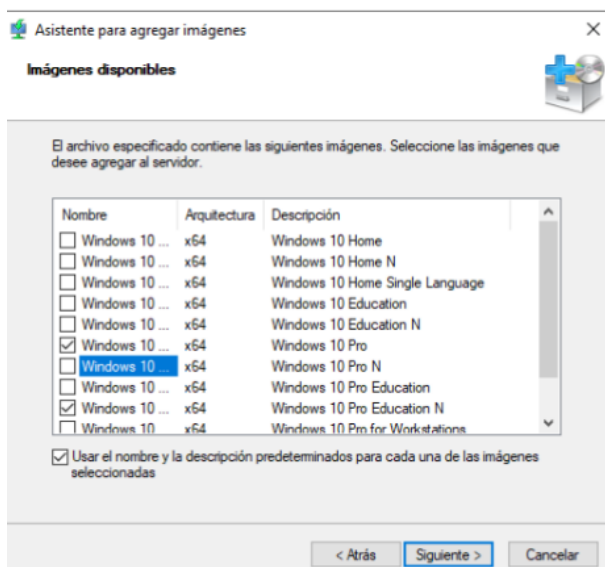 Asistente para agregar imágenes
Imágenes disponibles
El archivo especificado contiene las siguientes imágenes. Seleccione las imágenes que
desee agregar al servidor.
Nombre Arquitectura Descripción
Windows 10 ... x64 Windows 10 Home
Windows 10 ... x64 Windows 10 Home N
Windows 10 ... x64 Windows 10 Home Single Language
Windows 10 ... x64 Windows 10 Education
Windows 10 ... x64 Windows 10 Education N
Windows 10 ... x64 Windows 10 Pro
Windows 10 ... x64 Windows 10 Pro N
Windows 10 ... x64 Windows 10 Pro Education
Windows 10 ... x64 Windows 10 Pro Education N
Windows 10 x64 Windows 10 Pro for Workstations
Usar el nombre y la descripción predeterminados para cada una de las imágenes
seleccionadas
< Atrás Siguiente > Cancelar